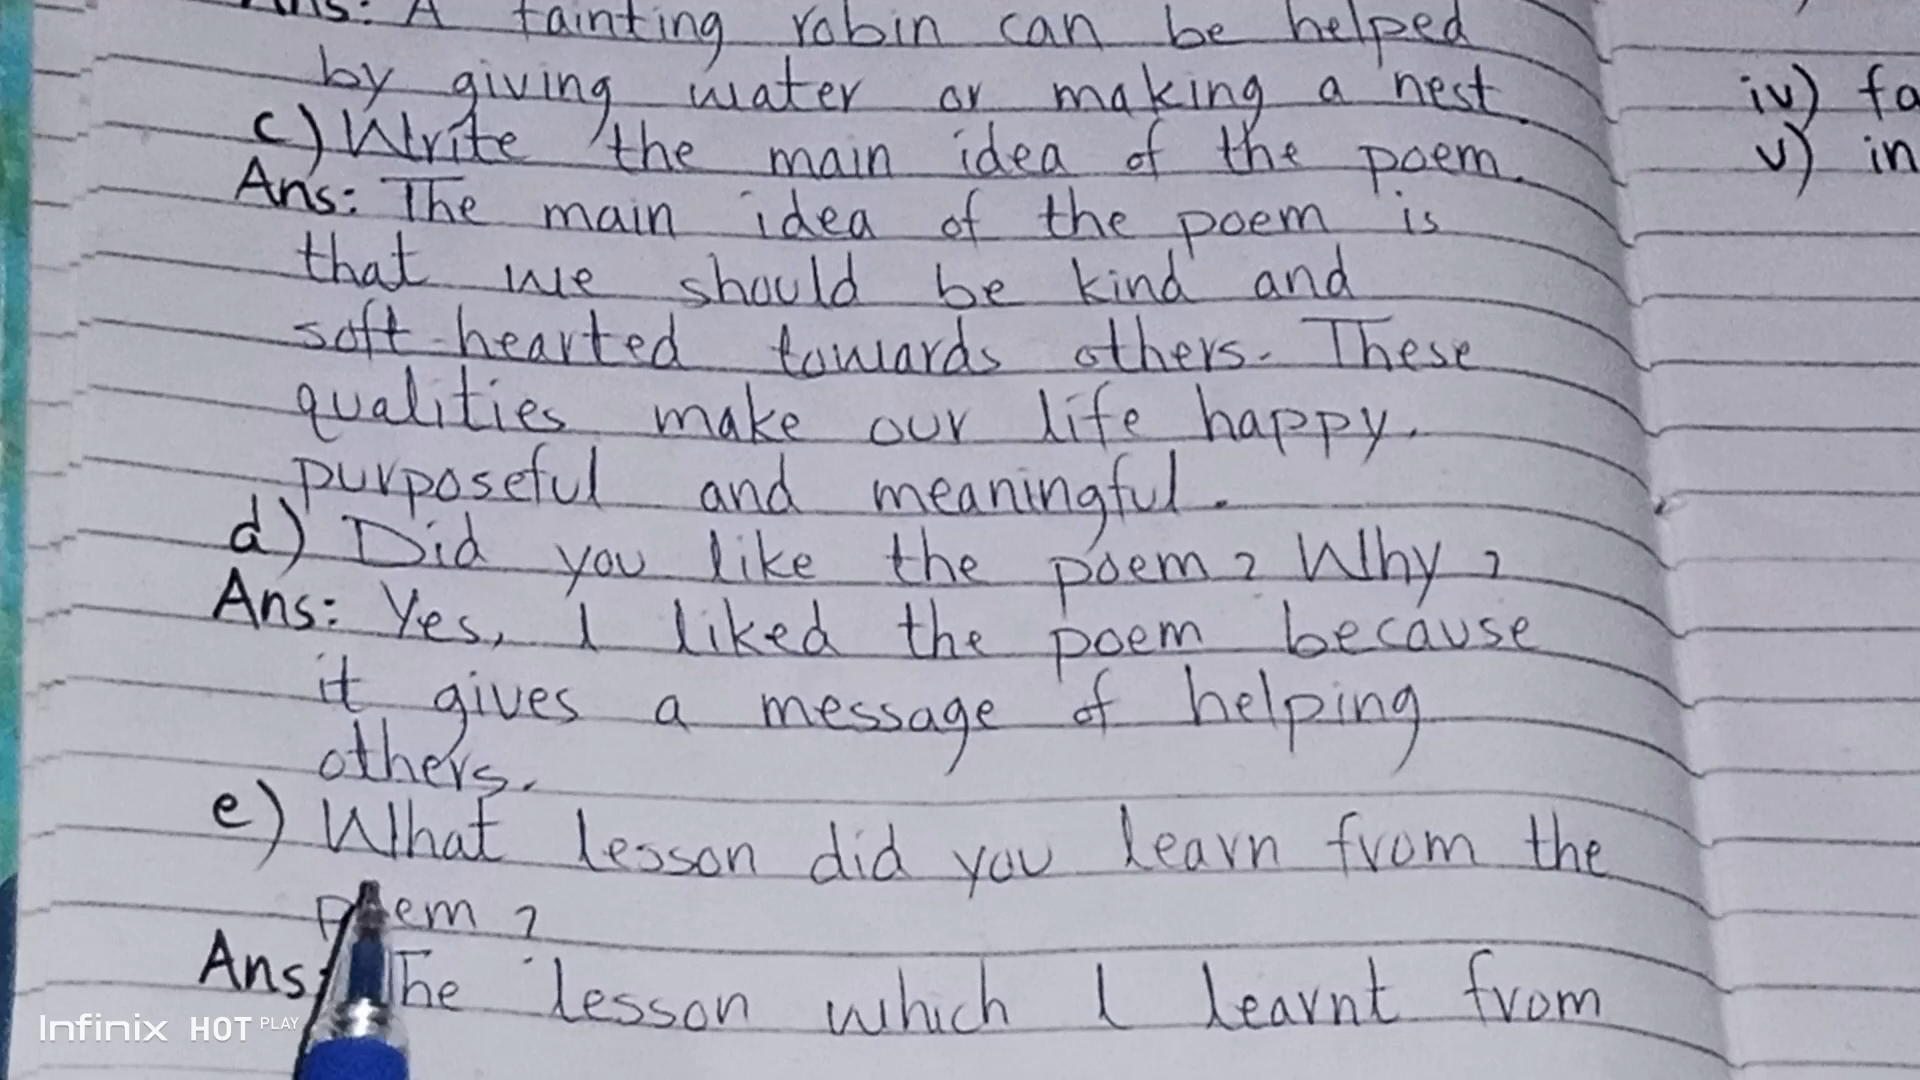 Ans: A fainting robin can be helped
by giving water or making a nest.
c) Write the main idea of the poem.
Ans: The main idea of the poem is
that we should be kind and
soft-hearted towards others. These
qualities make our life happy,
purposeful and meaningful.
d) Did you like the poem? Why?
Ans: Yes, I liked the poem because
it gives a message of helping
others.
e) What lesson did you learn from the
poem?
Ans: The lesson which I learnt from
iv) fa
v) in
Infinix HOT PLAY